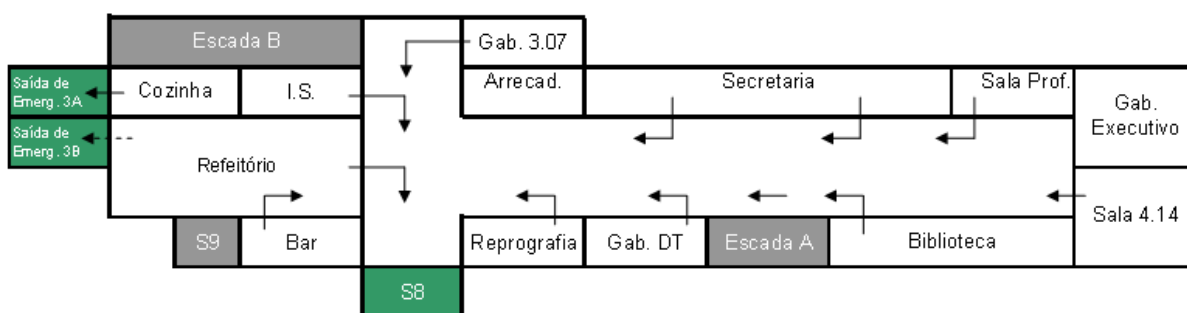 Escada B
Gab. 3.07
Saída de
Emerg. 3A
Cozinha
I.S.
Arrecad.
Secretaria
Sala Prof.
Gab.
Executivo
Saída de
Emerg. 3B
Refeitório
S9
Bar
Reprografia
Gab. DT
Escada A
Biblioteca
Sala 4.14
S8